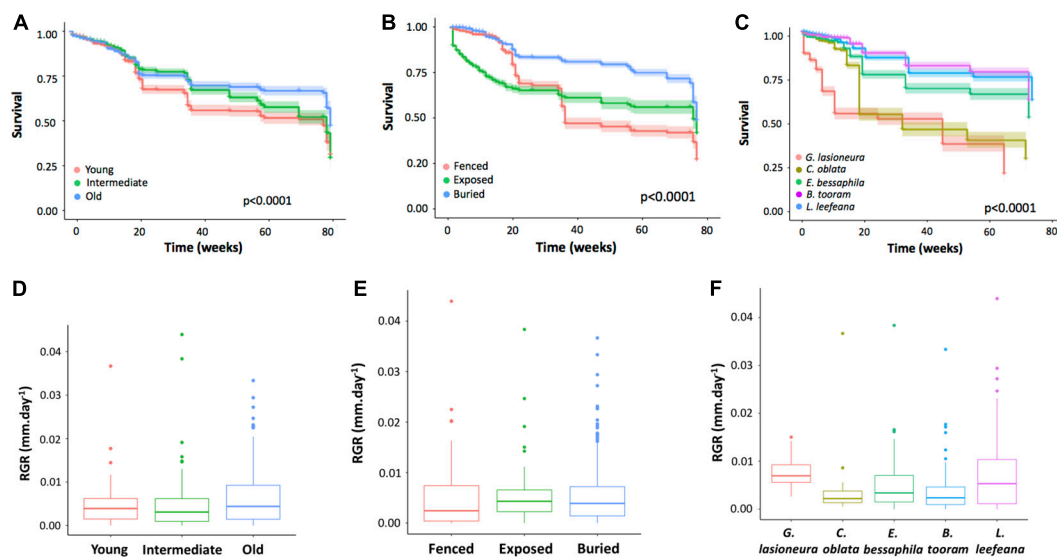 A
Survival
1.00
0.75
0.50
0.25
0.00
Young
Intermediate
Old
p<0.0001
0
20
40
60
80
Time (weeks)
B
Survival
1.00
0.75
0.50
0.20
0.00
Fenced
Exposed
Buried
p<0.0001
0
20
40
60
80
Time (weeks)
C
Survival
1.00
0.75
0.50
0.25
0.00
G. lasioneura
C. oblata
E. bessaphila
B. tooram
L. leefeana
p<0.0001
0
20
40
60
80
Time (weeks)
D
RGR (mm.day-1)
0.04
0.03
0.02
0.01
0.00
Young
Intermediate
Old
E
RGR (mm.day-1)
0.04
0.03
0.02
0.01
0.00
Fenced
Exposed
Buried
F
RGR (mm.day-1)
0.04
0.03
0.02
0.01
0.00
G.
lasioneura
C.
oblata
E.
bessaphila
B.
tooram
L.
leefeana